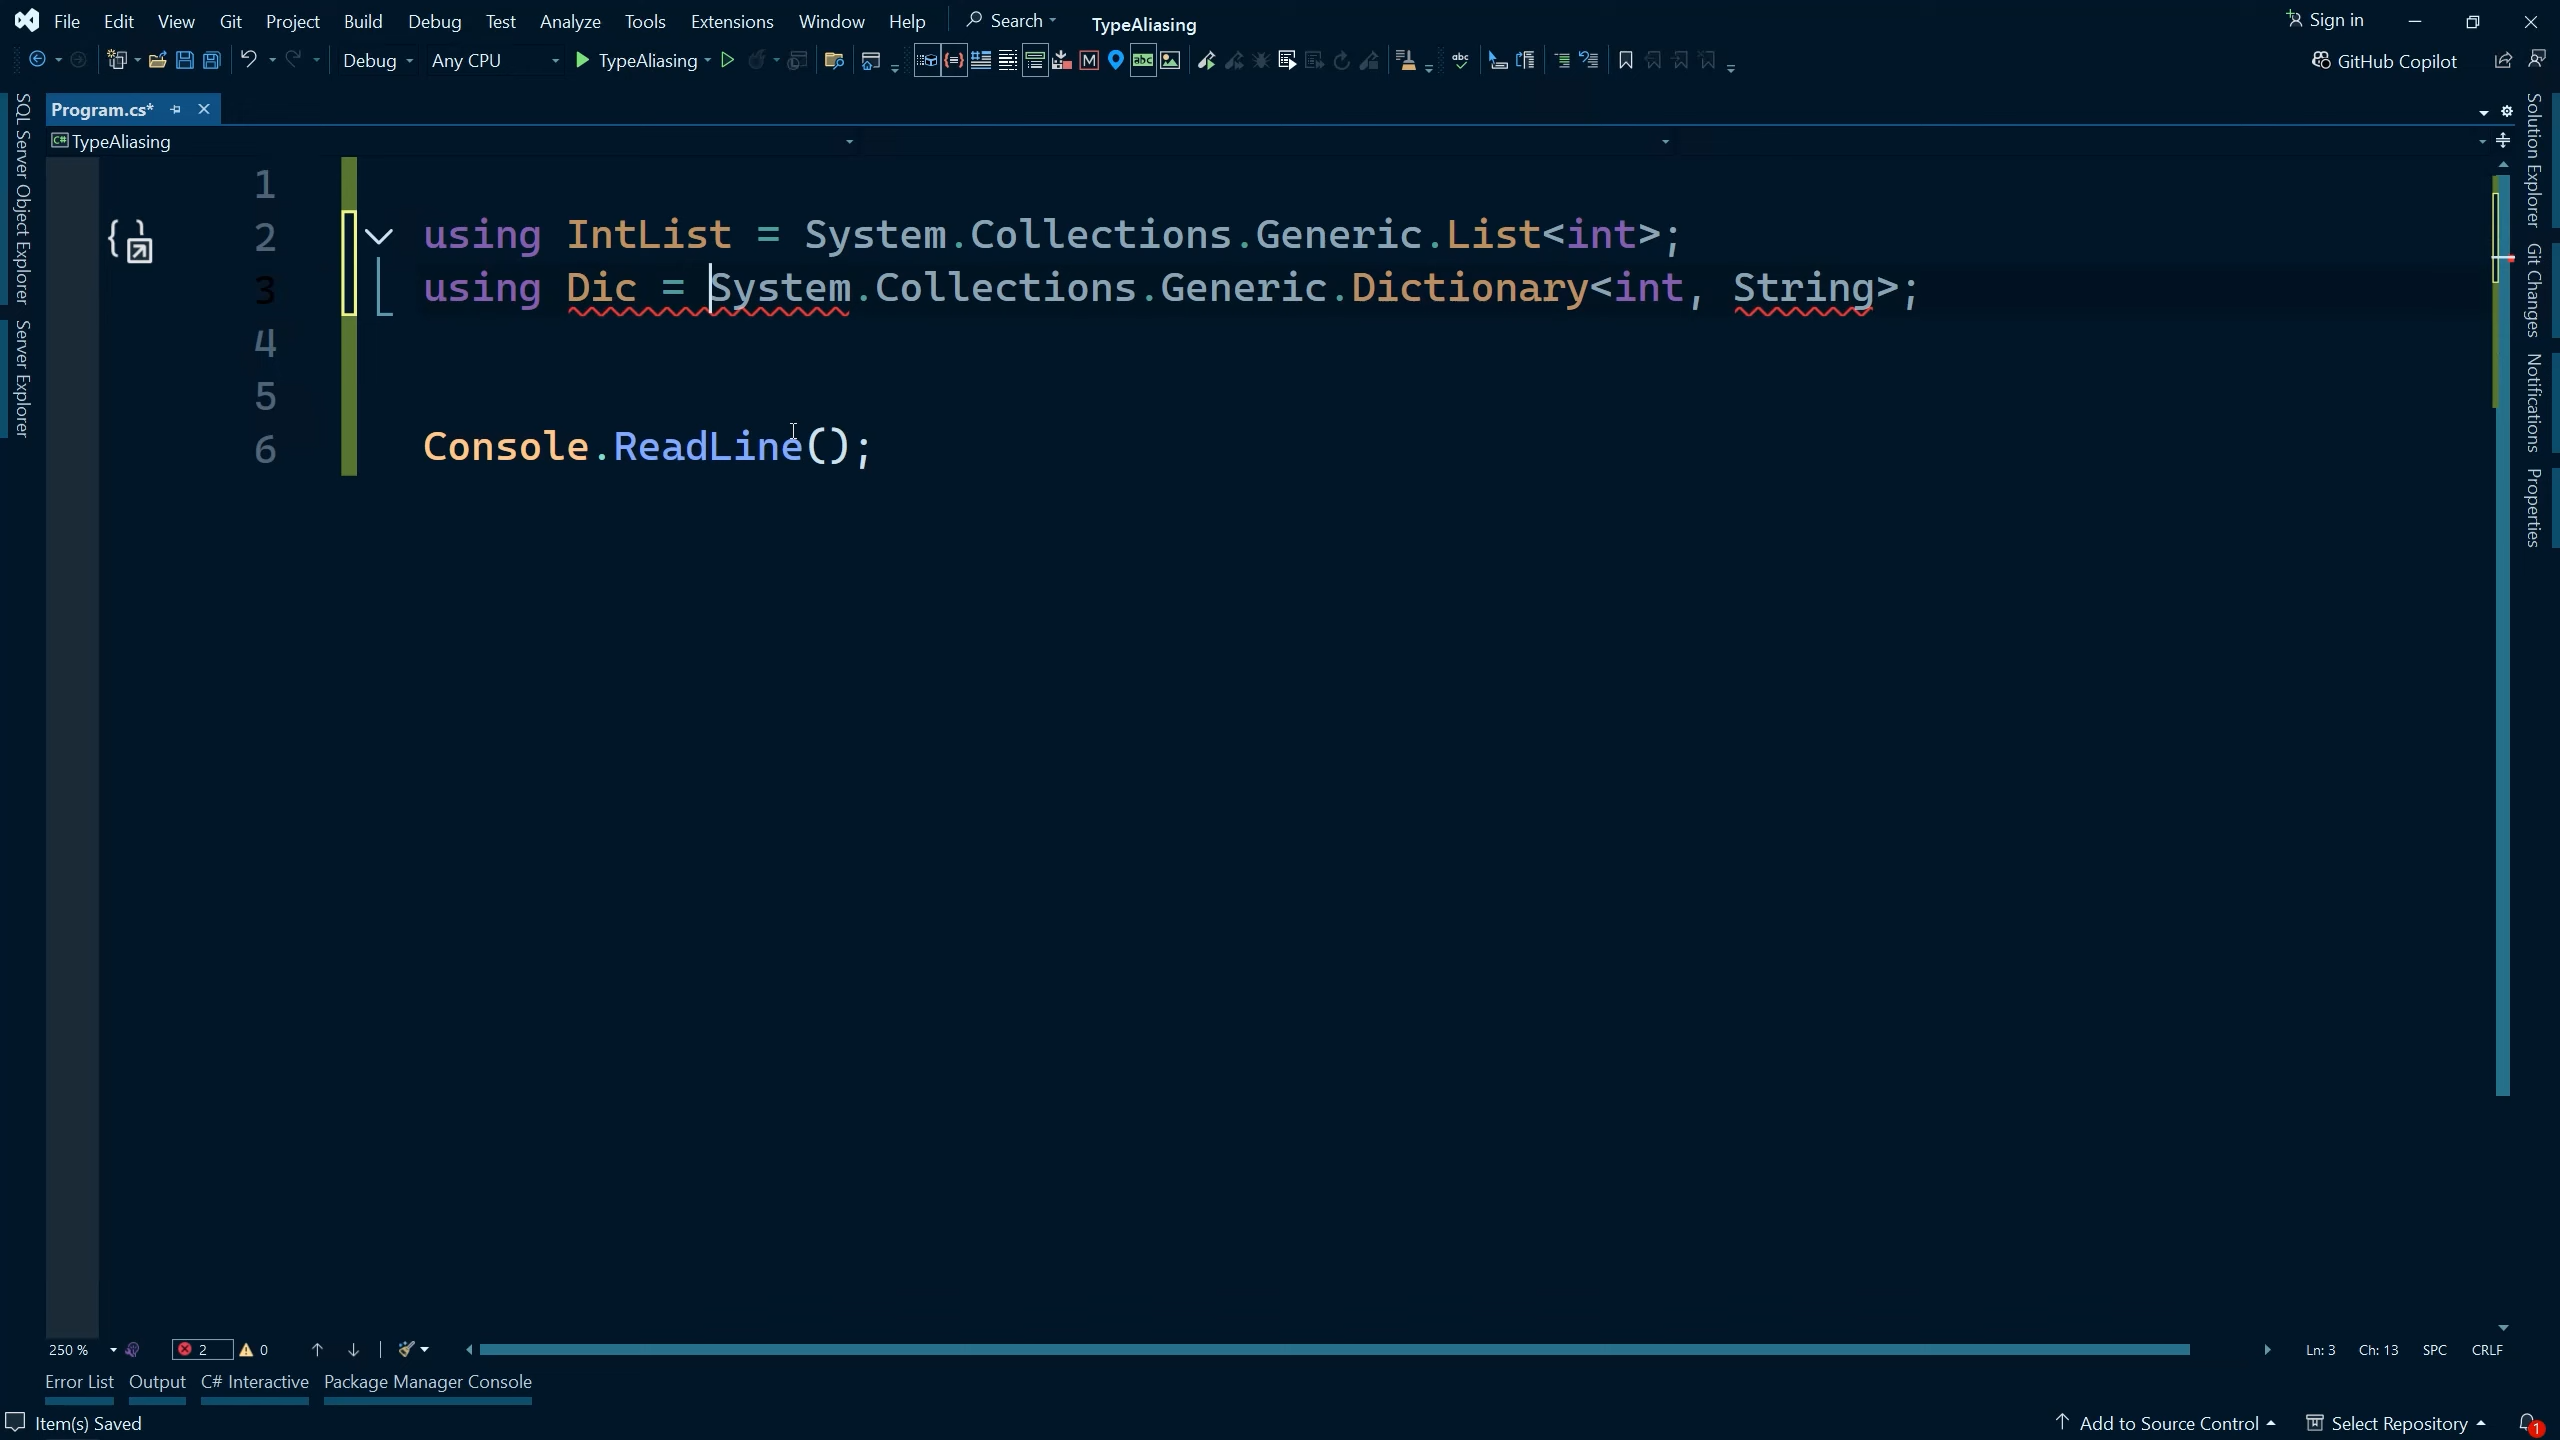 File Edit View Git Project Build Debug Test Analyze Tools Extensions Window Help Search TypeAliasing Sign in
Debug Any CPU TypeAliasing GitHub Copilot
Program.cs*
TypeAliasing
SQL Server Object Explorer
Server Explorer
1
2 using IntList = System.Collections.Generic.List<int>;
3 using Dic = System.Collections.Generic.Dictionary<int, String>;
4
5
6 Console.ReadLine();
Solution Explorer
Git Changes
Notifications
Properties
250 % 2 0 Ln: 3 Ch: 13 SPC CRLF
Error List Output C# Interactive Package Manager Console
Item(s) Saved Add to Source Control Select Repository 1